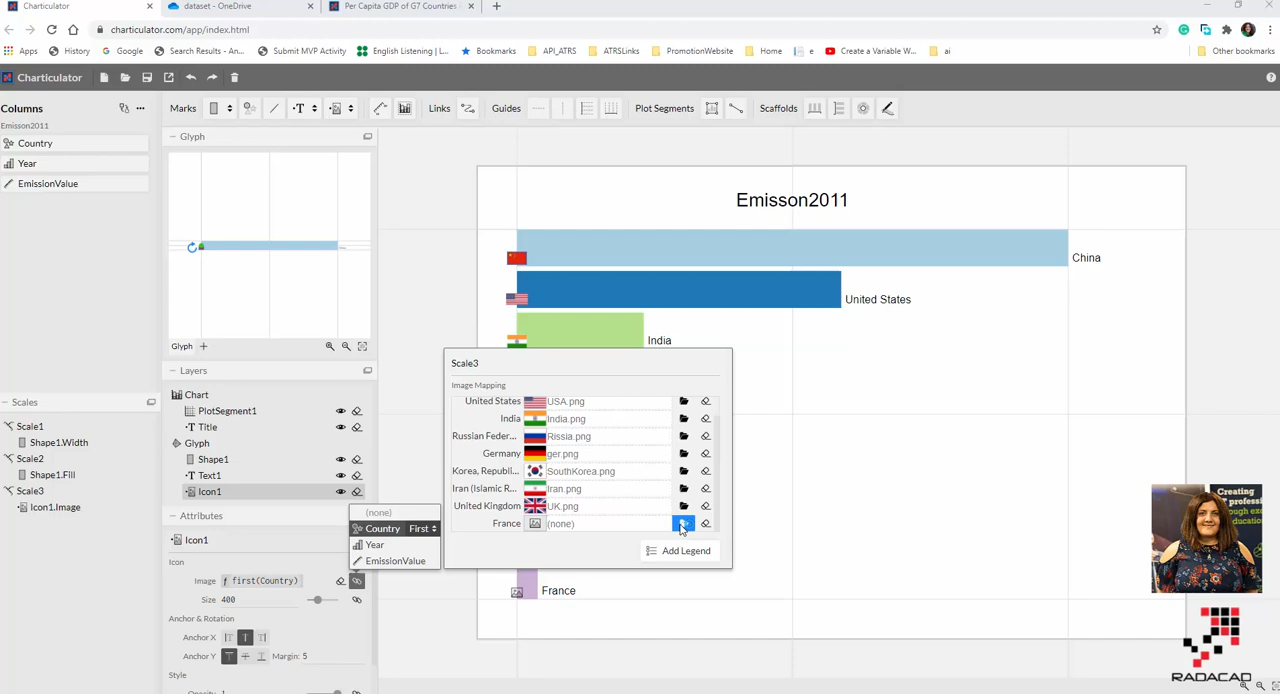 Charticulator
dataset - OneDrive
Per Capita GDP of G7 Countries
charticulator.com/app/index.html
Apps
History
Google
Search Results - An...
Submit MVP Activity
English Listening | L...
Bookmarks
API_ATRS
ATRSLinks
PromotionWebsite
Home
e
Create a Variable W...
ai
Other bookmarks
Charticulator
Columns
Marks
Links
Guides
Plot Segments
Scaffolds
Emisson2011
Country
Year
EmissionValue
Glyph
Glyph
Layers
Chart
PlotSegment1
Title
Glyph
Shape1
Text1
Icon1
Scales
Scale1
Shape1.Width
Scale2
Shape1.Fill
Scale3
Icon1.Image
Attributes
Icon1
Icon
Image f first(Country)
Size 400
Anchor & Rotation
Anchor X
Anchor Y Margin: 5
Style
Opacity 1
(none)
Country First
Year
EmissionValue
Emisson2011
China
United States
India
Scale3
Image Mapping
United States USA.png
India India.png
Russian Feder... Rissia.png
Germany ger.png
Korea, Republi... SouthKorea.png
Iran (Islamic R... Iran.png
United Kingdom UK.png
France (none)
Add Legend
France
Creating
RADACAD